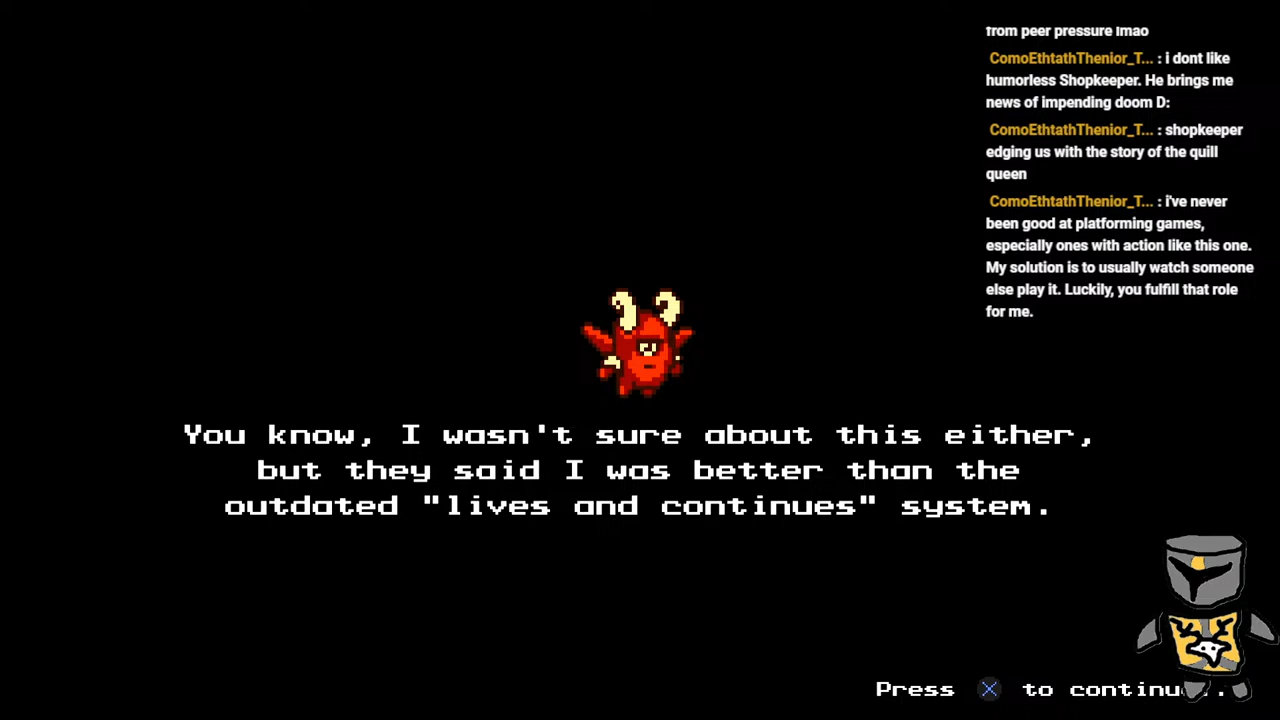 from peer pressure lmao
ComoEthtathThenior_T... : i dont like
humorless Shopkeeper. He brings me
news of impending doom D:
ComoEthtathThenior_T... : shopkeeper
edging us with the story of the quill
queen
ComoEthtathThenior_T... : i've never
been good at platforming games,
especially ones with action like this one.
My solution is to usually watch someone
else play it. Luckily, you fulfill that role
for me.
You know, I wasn't sure about this either,
but they said I was better than the
outdated "lives and continues" system.
Press to continue.